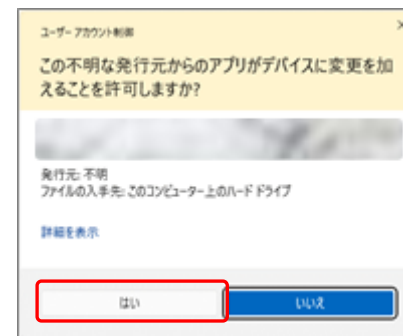 ユーザー アカウント制御
×
この不明な発行元からのアプリがデバイスに変更を加
えることを許可しますか?
発行元: 不明
ファイルの入手先: このコンピューター上のハード ドライブ
詳細を表示
はい
いいえ